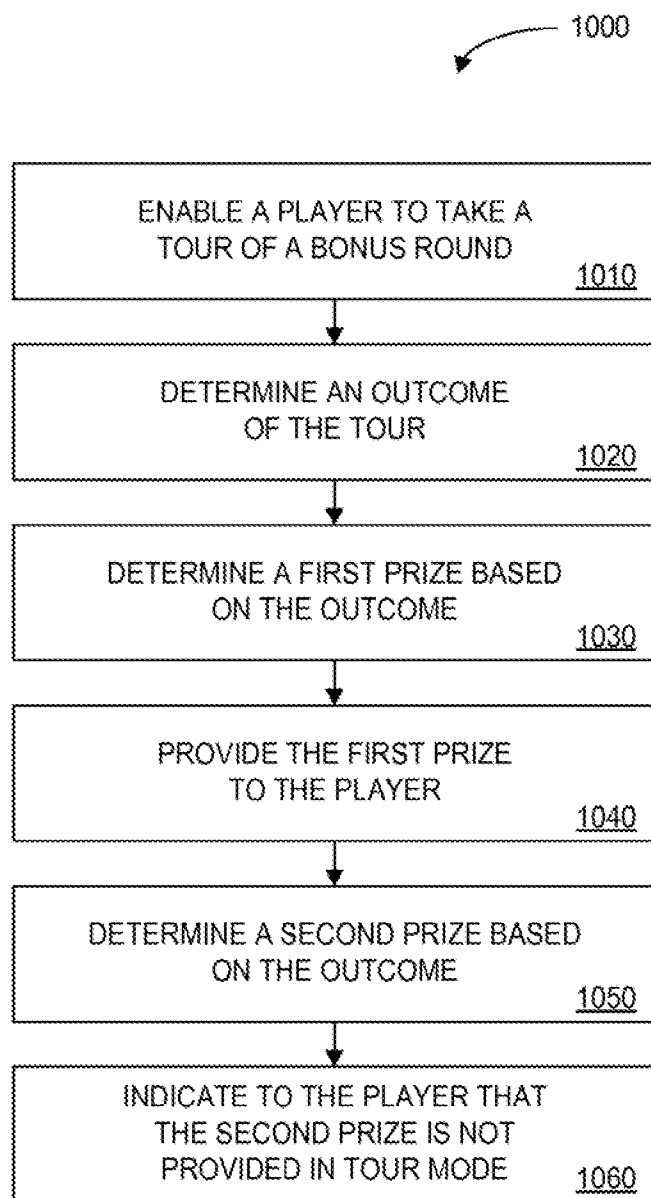 1000
ENABLE A PLAYER TO TAKE A
TOUR OF A BONUS ROUND
1010
DETERMINE AN OUTCOME
OF THE TOUR
1020
DETERMINE A FIRST PRIZE BASED
ON THE OUTCOME
1030
PROVIDE THE FIRST PRIZE
TO THE PLAYER
1040
DETERMINE A SECOND PRIZE BASED
ON THE OUTCOME
1050
INDICATE TO THE PLAYER THAT
THE SECOND PRIZE IS NOT
PROVIDED IN TOUR MODE
1060